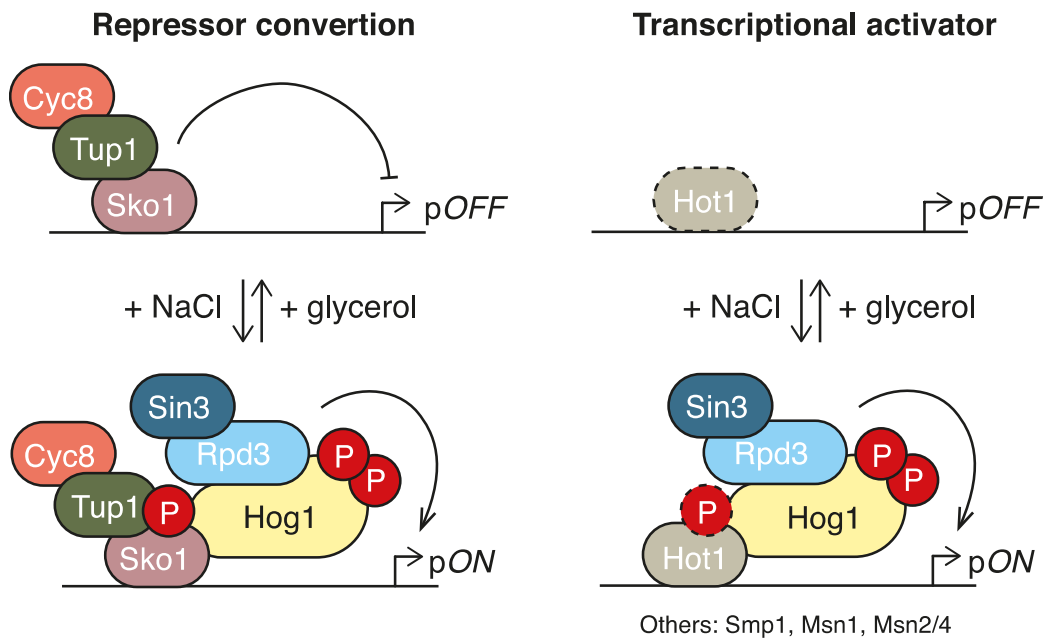 Repressor convertion
Transcriptional activator
Cyc8
Tup1
Sko1
pOFF
Hot1
pOFF
+ NaCl
+ glycerol
+ NaCl
+ glycerol
Sin3
Rpd3
P
P
Cyc8
Tup1
P
Hog1
Sko1
pON
Sin3
Rpd3
P
P
P
Hog1
Hot1
pON
Others: Smp1, Msn1, Msn2/4